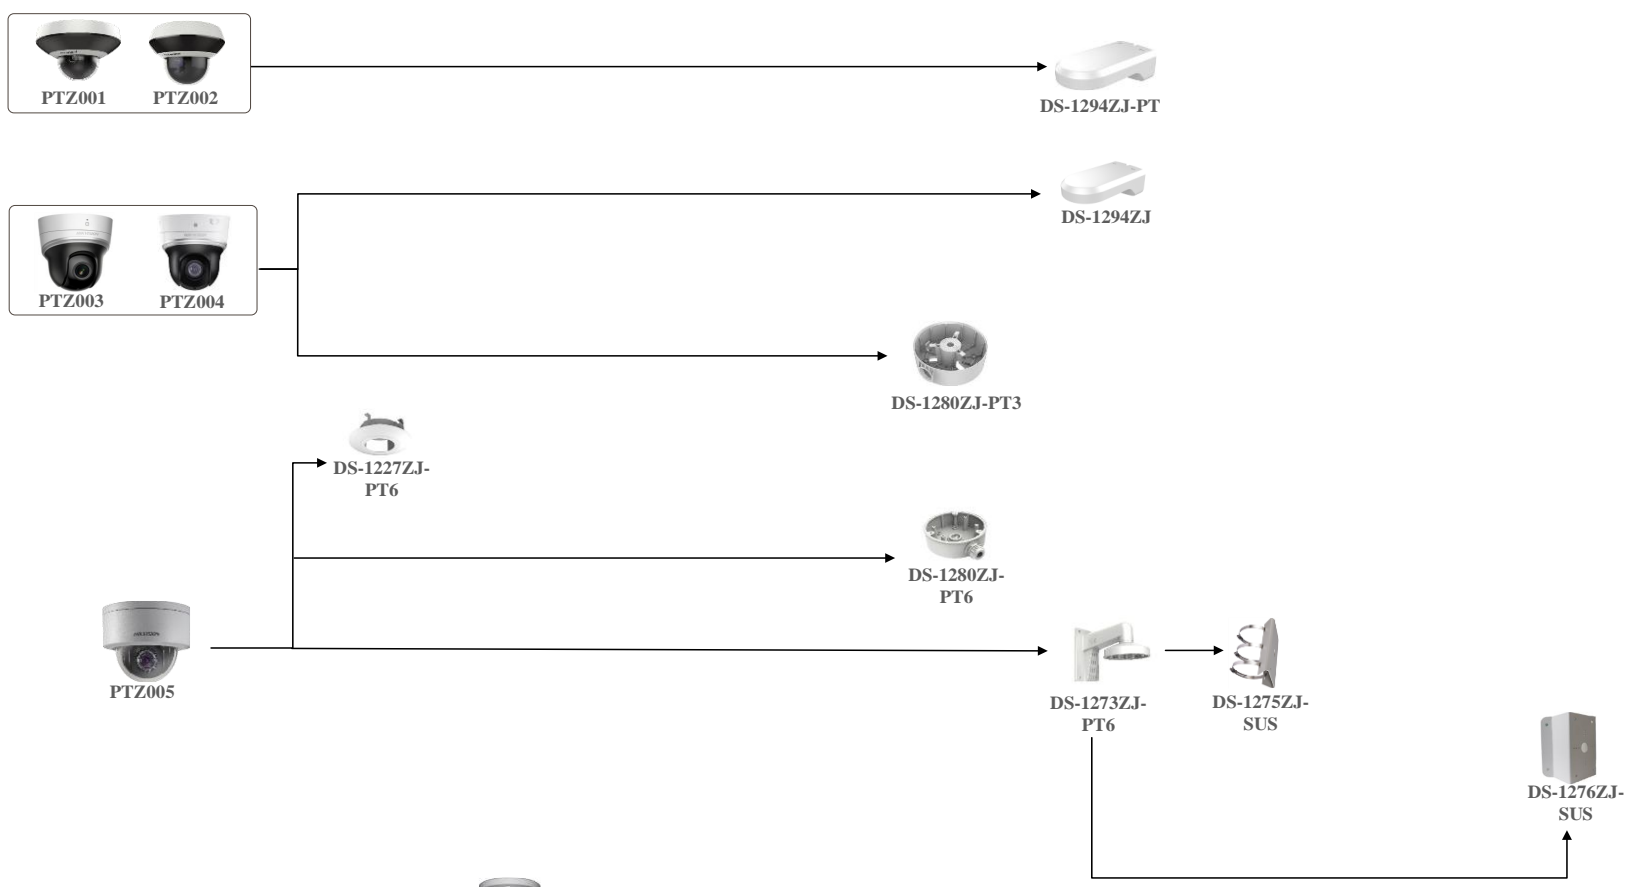 PTZ001 PTZ002
DS-1294ZJ-PT
DS-1294ZJ
PTZ003 PTZ004
DS-1280ZJ-PT3
DS-1227ZJ-
PT6
DS-1280ZJ-
PT6
HIKVISION
PTZ005
DS-1273ZJ-
PT6
DS-1275ZJ-
SUS
DS-1276ZJ-
SUS